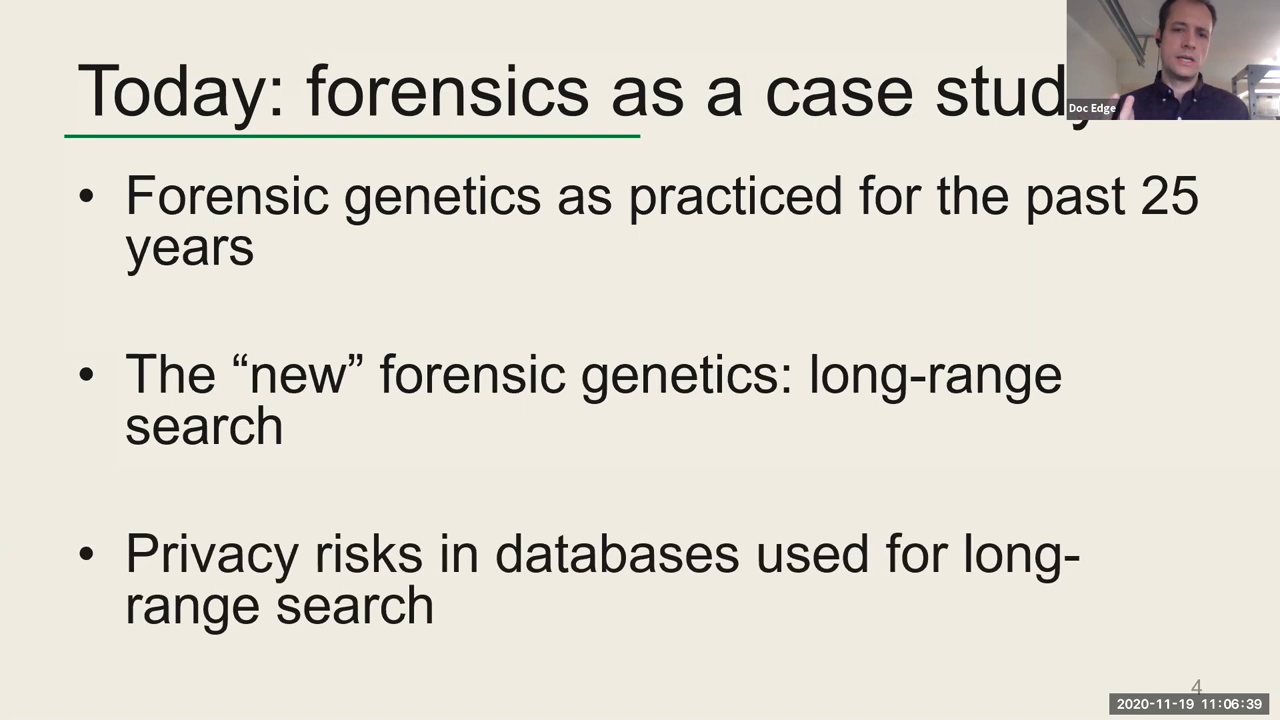 Today: forensics as a case study
Doc Edge
• Forensic genetics as practiced for the past 25
years
• The “new” forensic genetics: long-range
search
• Privacy risks in databases used for long-
range search
4
2020-11-19 11:06:39